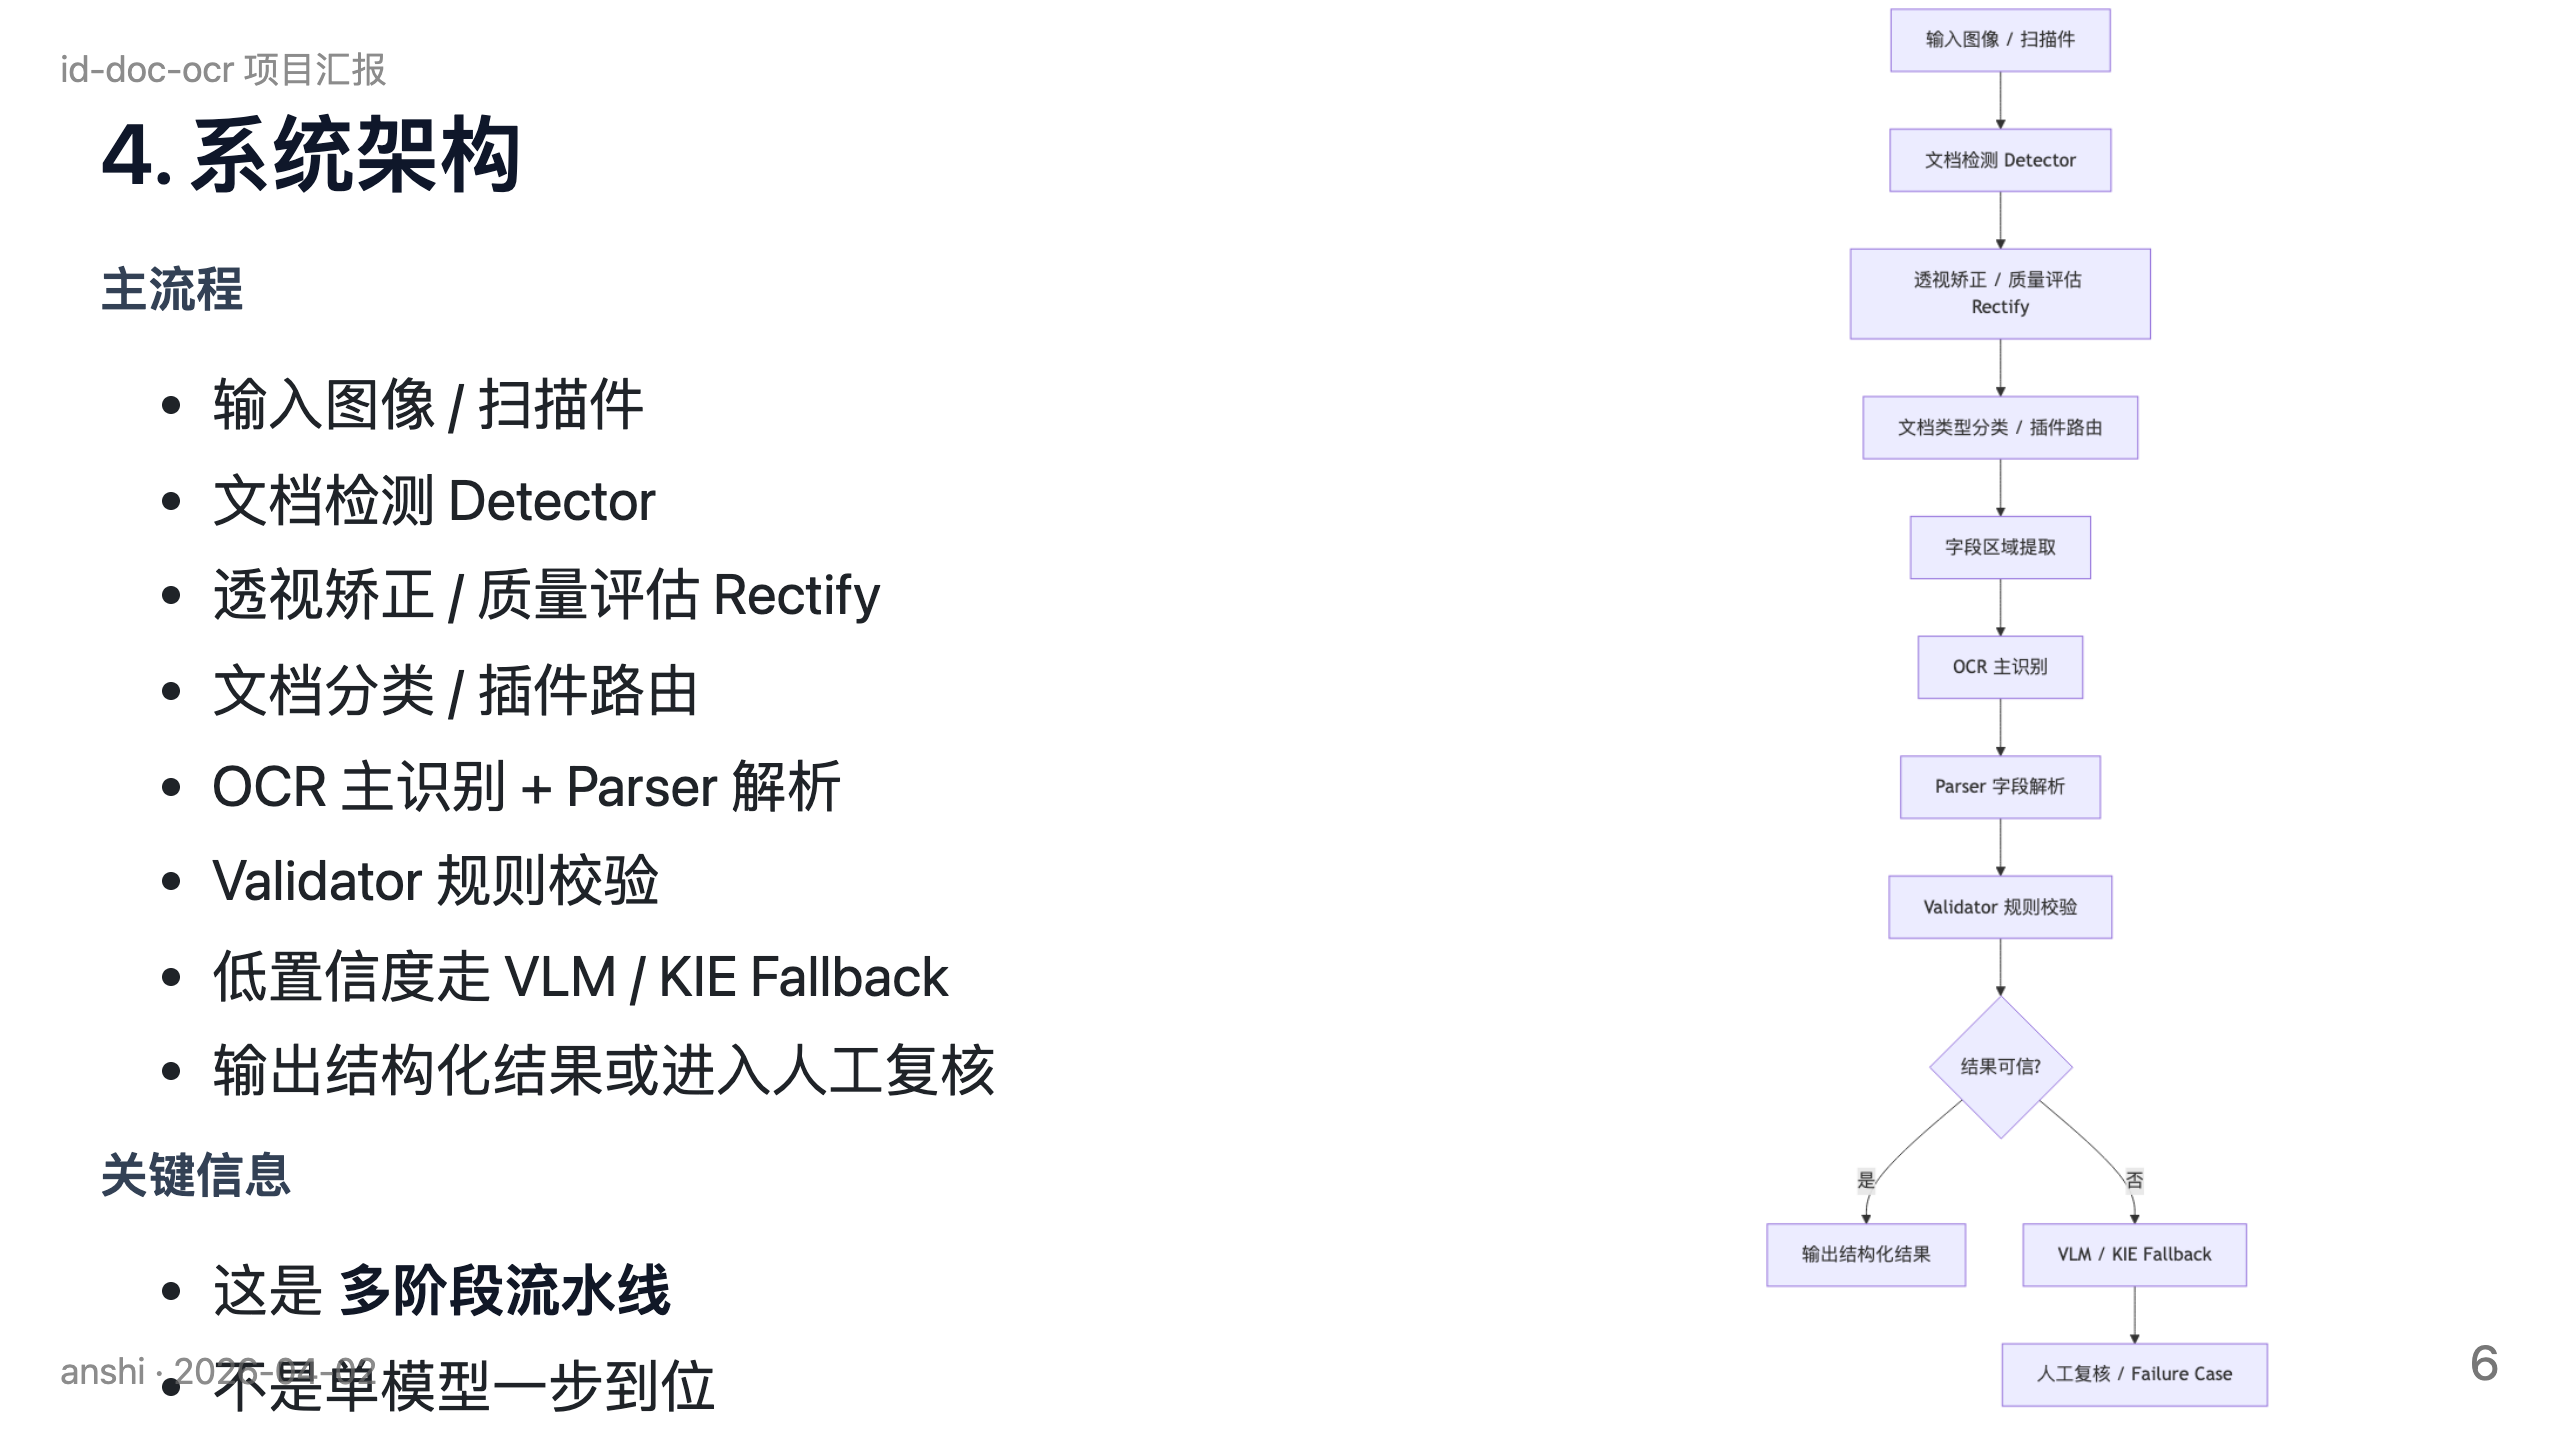 id-doc-ocr 项目汇报
4. 系统架构
主流程
• 输入图像 / 扫描件
• 文档检测 Detector
• 透视矫正 / 质量评估 Rectify
• 文档分类 / 插件路由
• OCR 主识别 + Parser 解析
• Validator 规则校验
• 低置信度走 VLM / KIE Fallback
• 输出结构化结果或进入人工复核
关键信息
• 这是 多阶段流水线
• 不是单模型一步到位
anshi · 2026-04-02
输入图像 / 扫描件
文档检测 Detector
透视矫正 / 质量评估
Rectify
文档类型分类 / 插件路由
字段区域提取
OCR 主识别
Parser 字段解析
Validator 规则校验
结果可信?
是
否
输出结构化结果
VLM / KIE Fallback
人工复核 / Failure Case
6